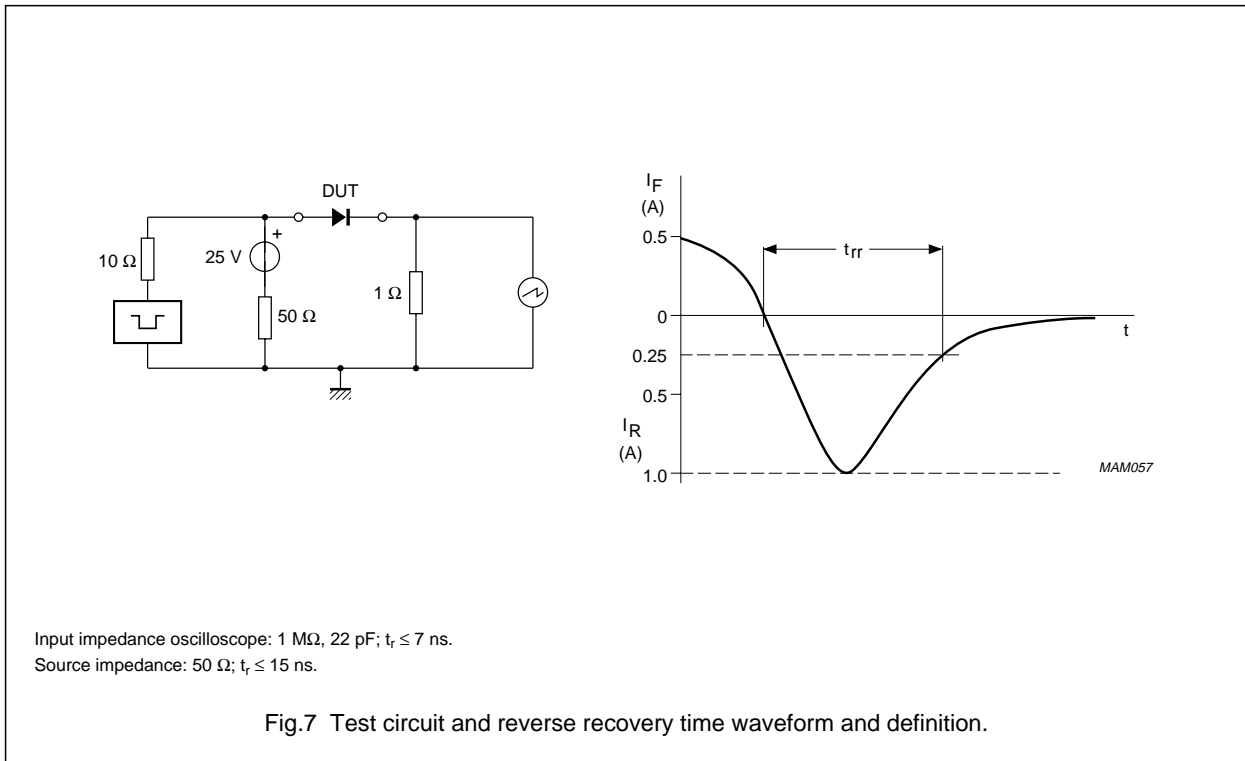 DUT
+
10 Ω
25 V
50 Ω
1 Ω
I_F
(A)
0.5
t_rr
0
t
0.25
0.5
I_R
(A)
1.0
MAM057
Input impedance oscilloscope: 1 MΩ, 22 pF; t_r ≤ 7 ns.
Source impedance: 50 Ω; t_r ≤ 15 ns.
Fig.7 Test circuit and reverse recovery time waveform and definition.